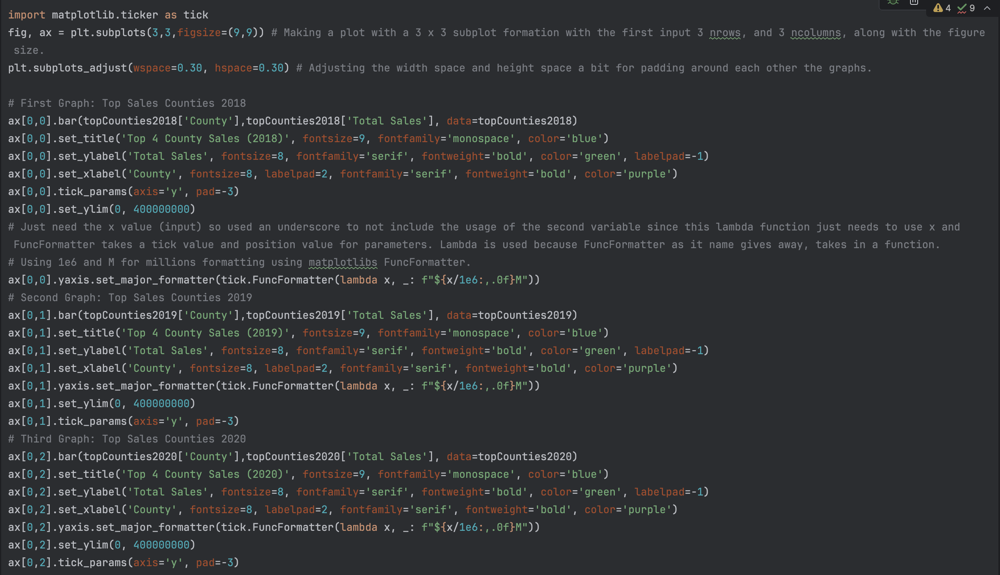 4 9
import matplotlib.ticker as tick
fig, ax = plt.subplots(3,3,figsize=(9,9)) # Making a plot with a 3 x 3 subplot formation with the first input 3 nrows, and 3 ncolumns, along with the figure
size.
plt.subplots_adjust(wspace=0.30, hspace=0.30) # Adjusting the width space and height space a bit for padding around each other the graphs.
# First Graph: Top Sales Counties 2018
ax[0,0].bar(topCounties2018['County'],topCounties2018['Total Sales'], data=topCounties2018)
ax[0,0].set_title('Top 4 County Sales (2018)', fontsize=9, fontfamily='monospace', color='blue')
ax[0,0].set_ylabel('Total Sales', fontsize=8, fontfamily='serif', fontweight='bold', color='green', labelpad=-1)
ax[0,0].set_xlabel('County', fontsize=8, labelpad=2, fontfamily='serif', fontweight='bold', color='purple')
ax[0,0].tick_params(axis='y', pad=-3)
ax[0,0].set_ylim(0, 400000000)
# Just need the x value (input) so used an underscore to not include the usage of the second variable since this lambda function just needs to use x and
FuncFormatter takes a tick value and position value for parameters. Lambda is used because FuncFormatter as it name gives away, takes in a function.
# Using 1e6 and M for millions formatting using matplotlibs FuncFormatter.
ax[0,0].yaxis.set_major_formatter(tick.FuncFormatter(lambda x, _: f"${x/1e6:,.0f}M"))
# Second Graph: Top Sales Counties 2019
ax[0,1].bar(topCounties2019['County'],topCounties2019['Total Sales'], data=topCounties2019)
ax[0,1].set_title('Top 4 County Sales (2019)', fontsize=9, fontfamily='monospace', color='blue')
ax[0,1].set_ylabel('Total Sales', fontsize=8, fontfamily='serif', fontweight='bold', color='green', labelpad=-1)
ax[0,1].set_xlabel('County', fontsize=8, labelpad=2, fontfamily='serif', fontweight='bold', color='purple')
ax[0,1].yaxis.set_major_formatter(tick.FuncFormatter(lambda x, _: f"${x/1e6:,.0f}M"))
ax[0,1].set_ylim(0, 400000000)
ax[0,1].tick_params(axis='y', pad=-3)
# Third Graph: Top Sales Counties 2020
ax[0,2].bar(topCounties2020['County'],topCounties2020['Total Sales'], data=topCounties2020)
ax[0,2].set_title('Top 4 County Sales (2020)', fontsize=9, fontfamily='monospace', color='blue')
ax[0,2].set_ylabel('Total Sales', fontsize=8, fontfamily='serif', fontweight='bold', color='green', labelpad=-1)
ax[0,2].set_xlabel('County', fontsize=8, labelpad=2, fontfamily='serif', fontweight='bold', color='purple')
ax[0,2].yaxis.set_major_formatter(tick.FuncFormatter(lambda x, _: f"${x/1e6:,.0f}M"))
ax[0,2].set_ylim(0, 400000000)
ax[0,2].tick_params(axis='y', pad=-3)